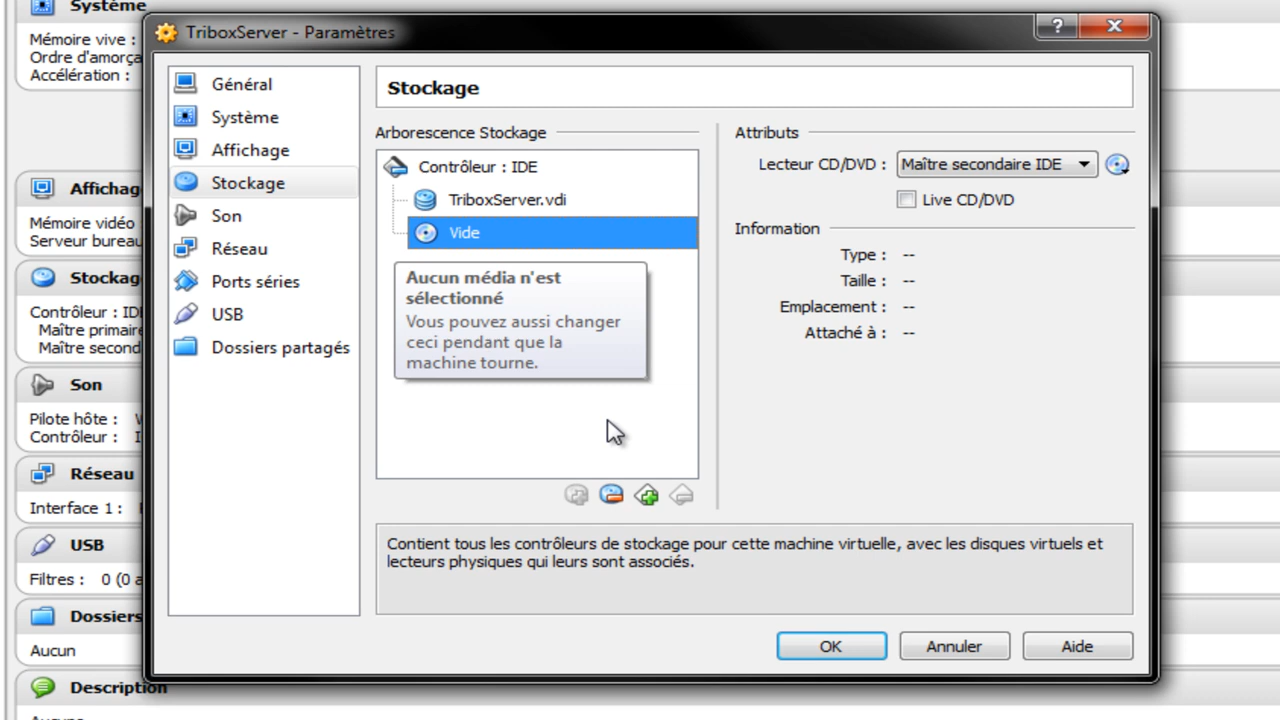 Système
Mémoire vive :
Ordre d'amorça
Accélération :
Affichag
Mémoire vidéo
Serveur bureau
Stockag
Contrôleur : ID
Maître primair
Maître second
Son
Pilote hôte :
Contrôleur :
Réseau
Interface 1 :
USB
Filtres : 0 (0 a
Dossiers
Aucun
Description
TriboxServer - Paramètres
?
Général
Système
Affichage
Stockage
Son
Réseau
Ports séries
USB
Dossiers partagés
Stockage
Arborescence Stockage
Contrôleur : IDE
TriboxServer.vdi
Vide
Aucun média n'est
sélectionné
Vous pouvez aussi changer
ceci pendant que la
machine tourne.
Attributs
Lecteur CD/DVD : Maître secondaire IDE
Live CD/DVD
Information
Type : --
Taille : --
Emplacement : --
Attaché à : --
Contient tous les contrôleurs de stockage pour cette machine virtuelle, avec les disques virtuels et
lecteurs physiques qui leurs sont associés.
OK Annuler Aide